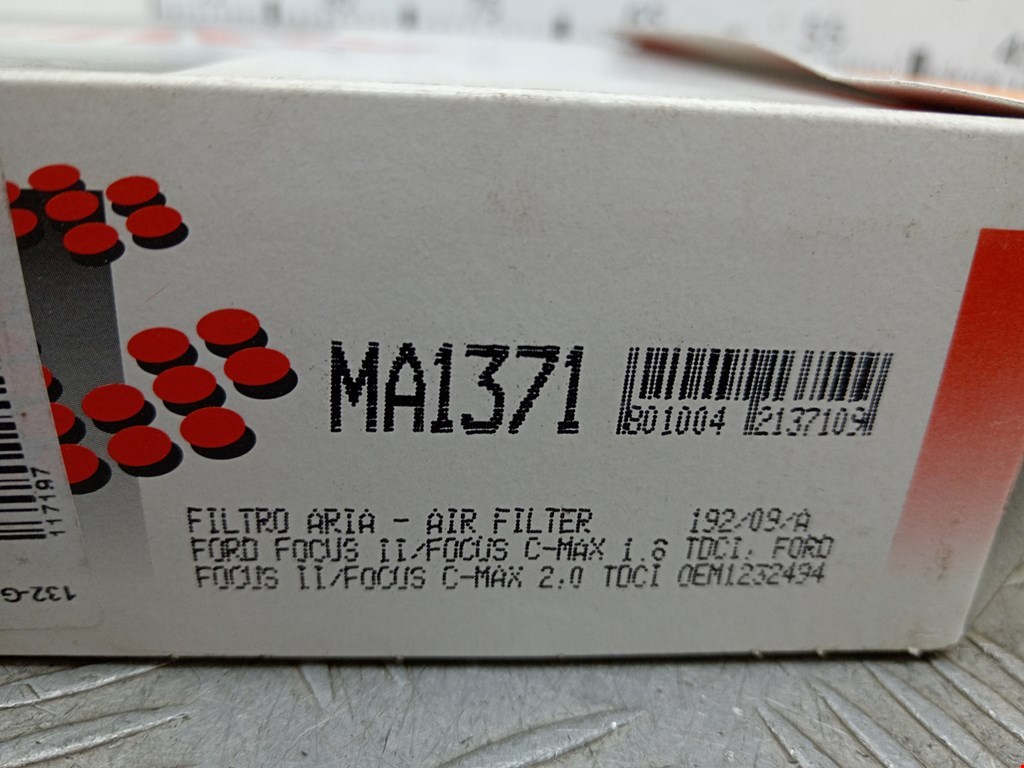 MA1371
801004 2137109
FILTRO ARIA - AIR FILTER 192/09/A
FORD FOCUS II/FOCUS C-MAX 1.6 TDCI, FORD
FOCUS II/FOCUS C-MAX 2.0 TDCI OEM1232494
117197
132-G